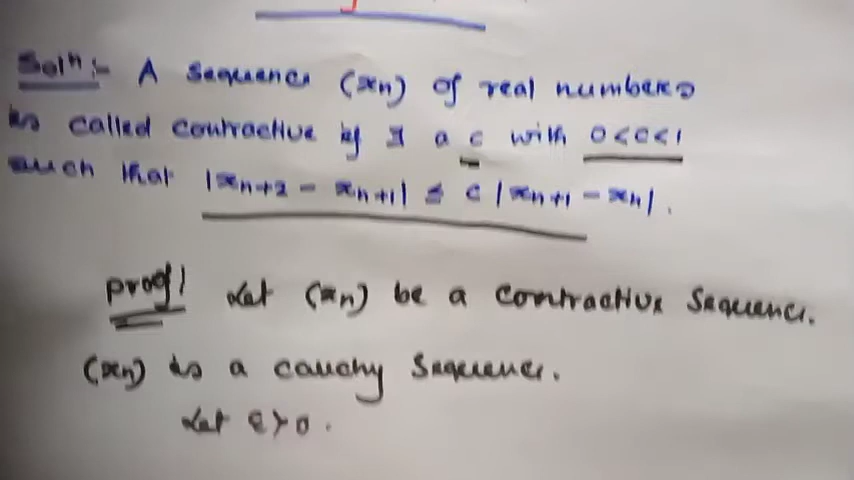 Solⁿ:- A sequence (xₙ) of real numbers
is called contractive if ∃ a c with 0<c<1
such that |xₙ₊₂ - xₙ₊₁| ≤ c |xₙ₊₁ - xₙ|.
Proof! Let (xₙ) be a contractive sequence.
(xₙ) is a cauchy sequence.
Let ε>0.